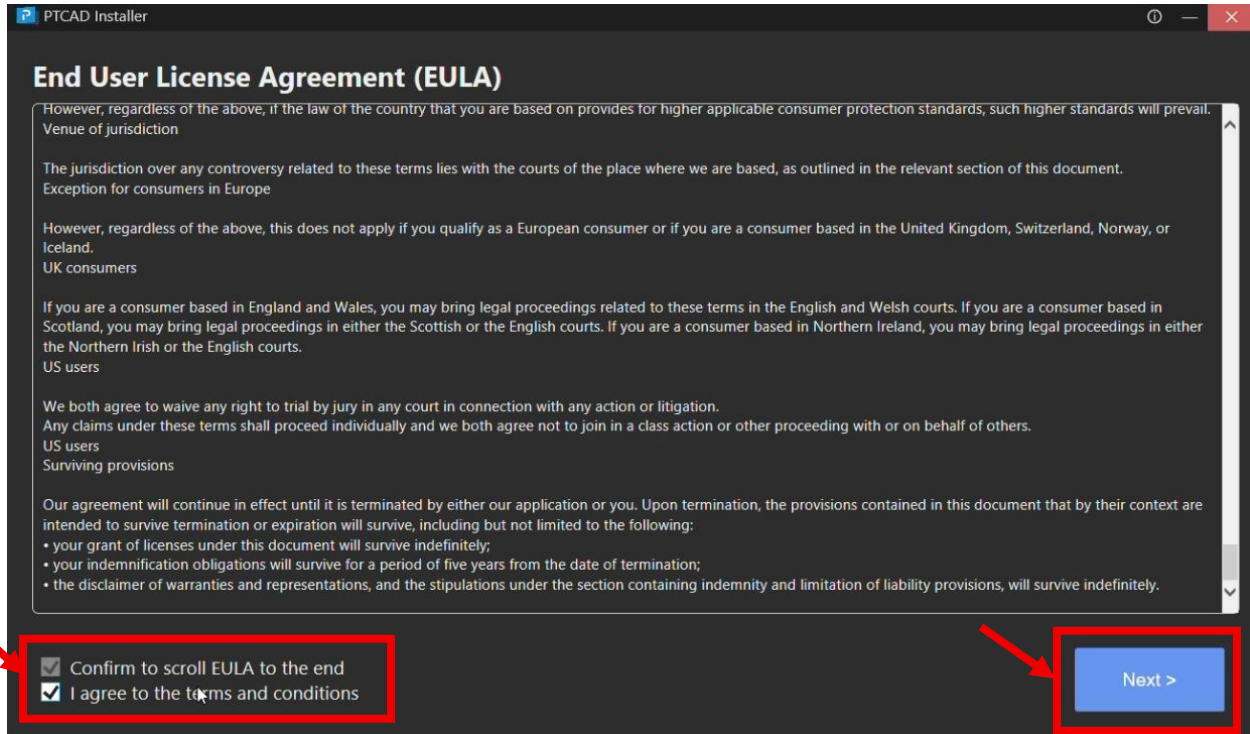 PTCAD Installer
End User License Agreement (EULA)
However, regardless of the above, if the law of the country that you are based on provides for higher applicable consumer protection standards, such higher standards will prevail.
Venue of jurisdiction
The jurisdiction over any controversy related to these terms lies with the courts of the place where we are based, as outlined in the relevant section of this document.
Exception for consumers in Europe
However, regardless of the above, this does not apply if you qualify as a European consumer or if you are a consumer based in the United Kingdom, Switzerland, Norway, or
Iceland.
UK consumers
If you are a consumer based in England and Wales, you may bring legal proceedings related to these terms in the English and Welsh courts. If you are a consumer based in
Scotland, you may bring legal proceedings in either the Scottish or the English courts. If you are a consumer based in Northern Ireland, you may bring legal proceedings in either
the Northern Irish or the English courts.
US users
We both agree to waive any right to trial by jury in any court in connection with any action or litigation.
Any claims under these terms shall proceed individually and we both agree not to join in a class action or other proceeding with or on behalf of others.
US users
Surviving provisions
Our agreement will continue in effect until it is terminated by either our application or you. Upon termination, the provisions contained in this document that by their context are
intended to survive termination or expiration will survive, including but not limited to the following:
• your grant of licenses under this document will survive indefinitely;
• your indemnification obligations will survive for a period of five years from the date of termination;
• the disclaimer of warranties and representations, and the stipulations under the section containing indemnity and limitation of liability provisions, will survive indefinitely.
Confirm to scroll EULA to the end
I agree to the terms and conditions
Next >